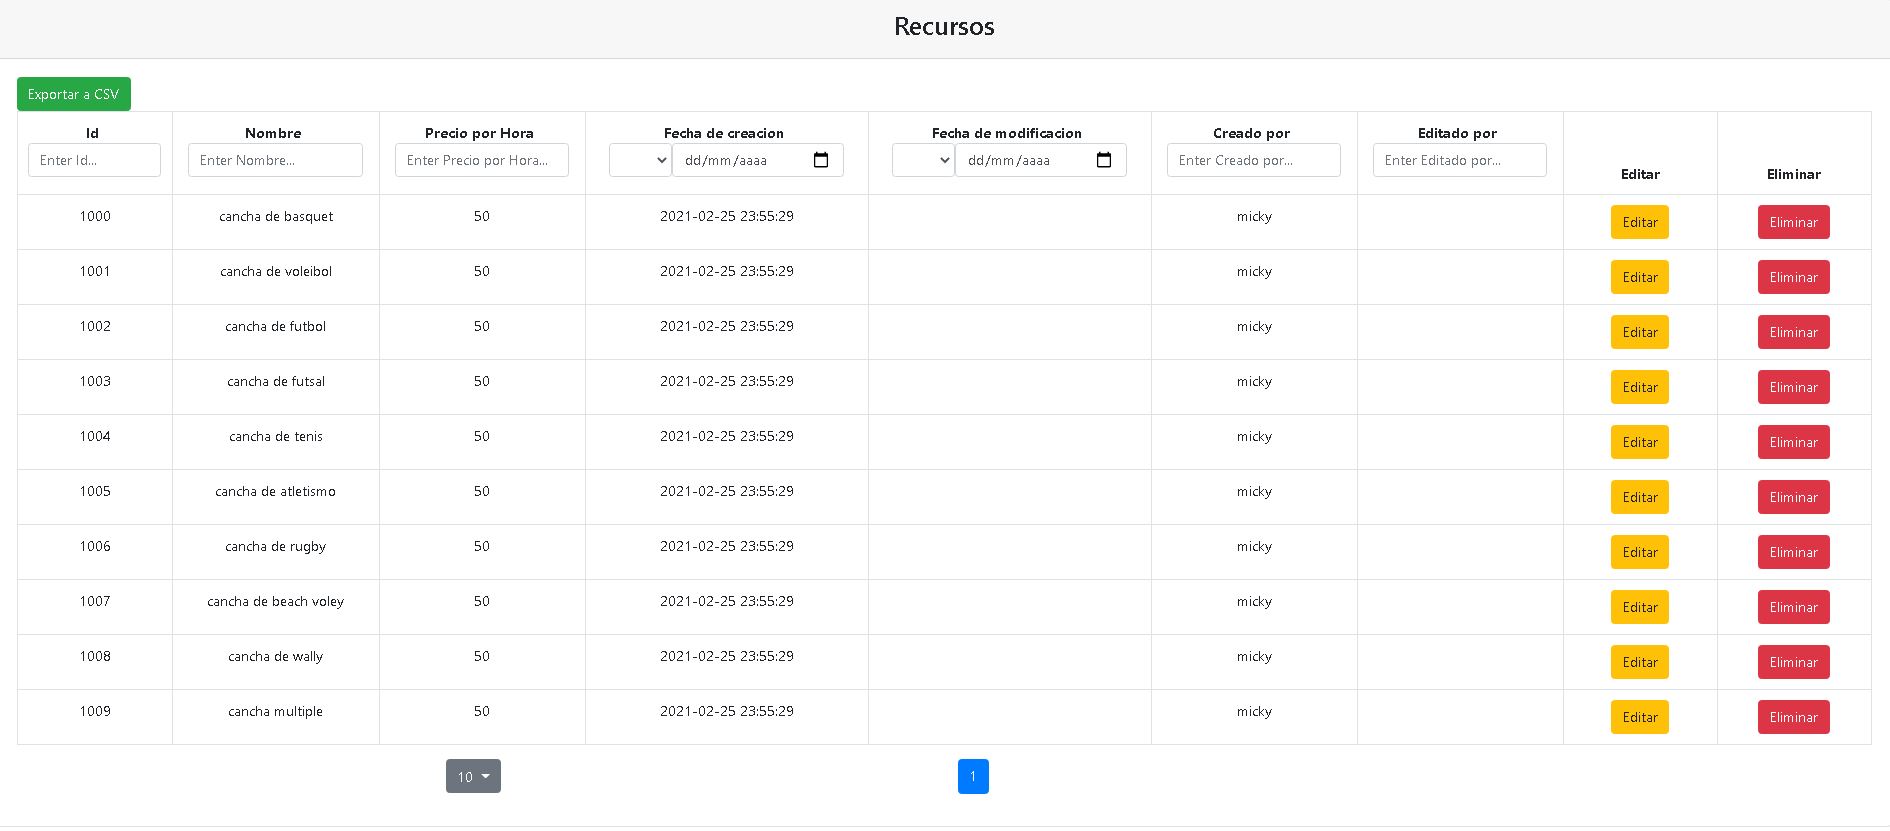 Recursos
Exportar a CSV
Id Nombre Precio por Hora Fecha de creacion Fecha de modificacion Creado por Editado por
Enter Id... Enter Nombre... Enter Precio por Hora... dd/mm/aaaa dd/mm/aaaa Enter Creado por... Enter Editado por...
Editar Eliminar
1000 cancha de basquet 50 2021-02-25 23:55:29 micky Editar Eliminar
1001 cancha de voleibol 50 2021-02-25 23:55:29 micky Editar Eliminar
1002 cancha de futbol 50 2021-02-25 23:55:29 micky Editar Eliminar
1003 cancha de futsal 50 2021-02-25 23:55:29 micky Editar Eliminar
1004 cancha de tenis 50 2021-02-25 23:55:29 micky Editar Eliminar
1005 cancha de atletismo 50 2021-02-25 23:55:29 micky Editar Eliminar
1006 cancha de rugby 50 2021-02-25 23:55:29 micky Editar Eliminar
1007 cancha de beach voley 50 2021-02-25 23:55:29 micky Editar Eliminar
1008 cancha de wally 50 2021-02-25 23:55:29 micky Editar Eliminar
1009 cancha multiple 50 2021-02-25 23:55:29 micky Editar Eliminar
10 1